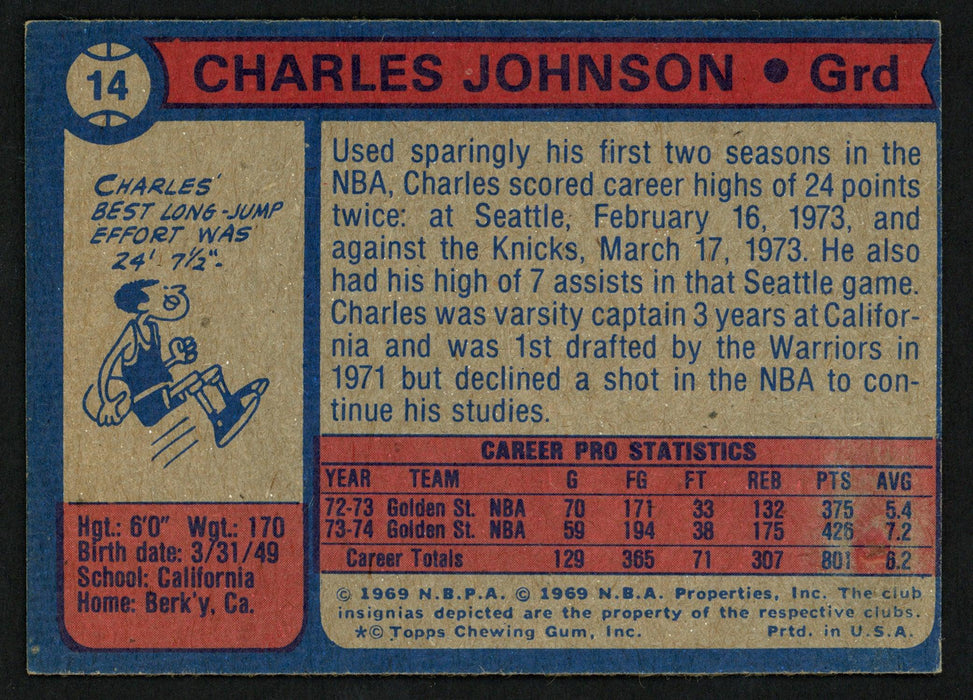 14
CHARLES JOHNSON • Grd
CHARLES'
BEST LONG-JUMP
EFFORT WAS
24' 7½".
Used sparingly his first two seasons in the
NBA, Charles scored career highs of 24 points
twice: at Seattle, February 16, 1973, and
against the Knicks, March 17, 1973. He also
had his high of 7 assists in that Seattle game.
Charles was varsity captain 3 years at Califor-
nia and was 1st drafted by the Warriors in
1971 but declined a shot in the NBA to con-
tinue his studies.
Hgt.: 6'0" Wgt.: 170
Birth date: 3/31/49
School: California
Home: Berk'y, Ca.
CAREER PRO STATISTICS
YEAR TEAM G FG FT REB PTS AVG
72-73 Golden St. NBA 70 171 33 132 375 5.4
73-74 Golden St. NBA 59 194 38 175 426 7.2
Career Totals 129 365 71 307 801 6.2
© 1969 N.B.P.A. © 1969 N.B.A. Properties, Inc. The club
insignias depicted are the property of the respective clubs.
*© Topps Chewing Gum, Inc. Prtd. in U.S.A.